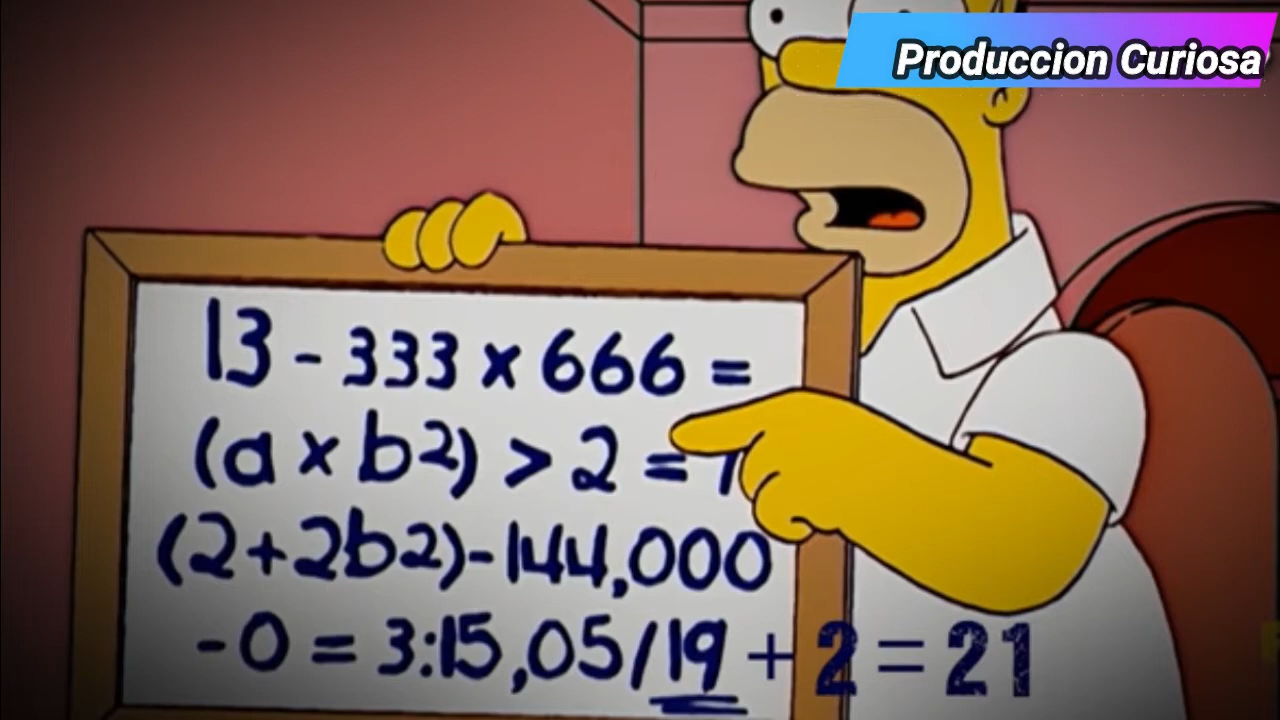 Produccion Curiosa
13 - 333 x 666 =
(a x b2) > 2 =
(2+2b2)-144,000
-0 = 3:15,05/19 + 2 = 21